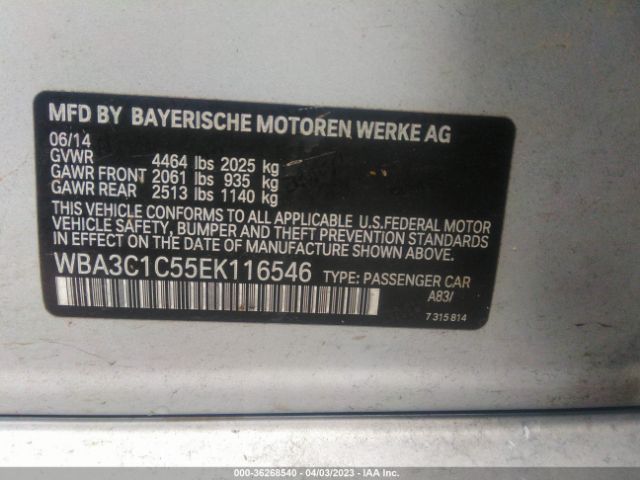 MFD BY BAYERISCHE MOTOREN WERKE AG
06/14
GVWR 4464 lbs 2025 kg
GAWR FRONT 2061 lbs 935 kg
GAWR REAR 2513 lbs 1140 kg
THIS VEHICLE CONFORMS TO ALL APPLICABLE U.S. FEDERAL MOTOR
VEHICLE SAFETY, BUMPER AND THEFT PREVENTION STANDARDS
IN EFFECT ON THE DATE OF MANUFACTURE SHOWN ABOVE.
WBA3C1C55EK116546 TYPE: PASSENGER CAR
A83/
7 315 814
000-36268540 - 04/03/2023 - IAA Inc.